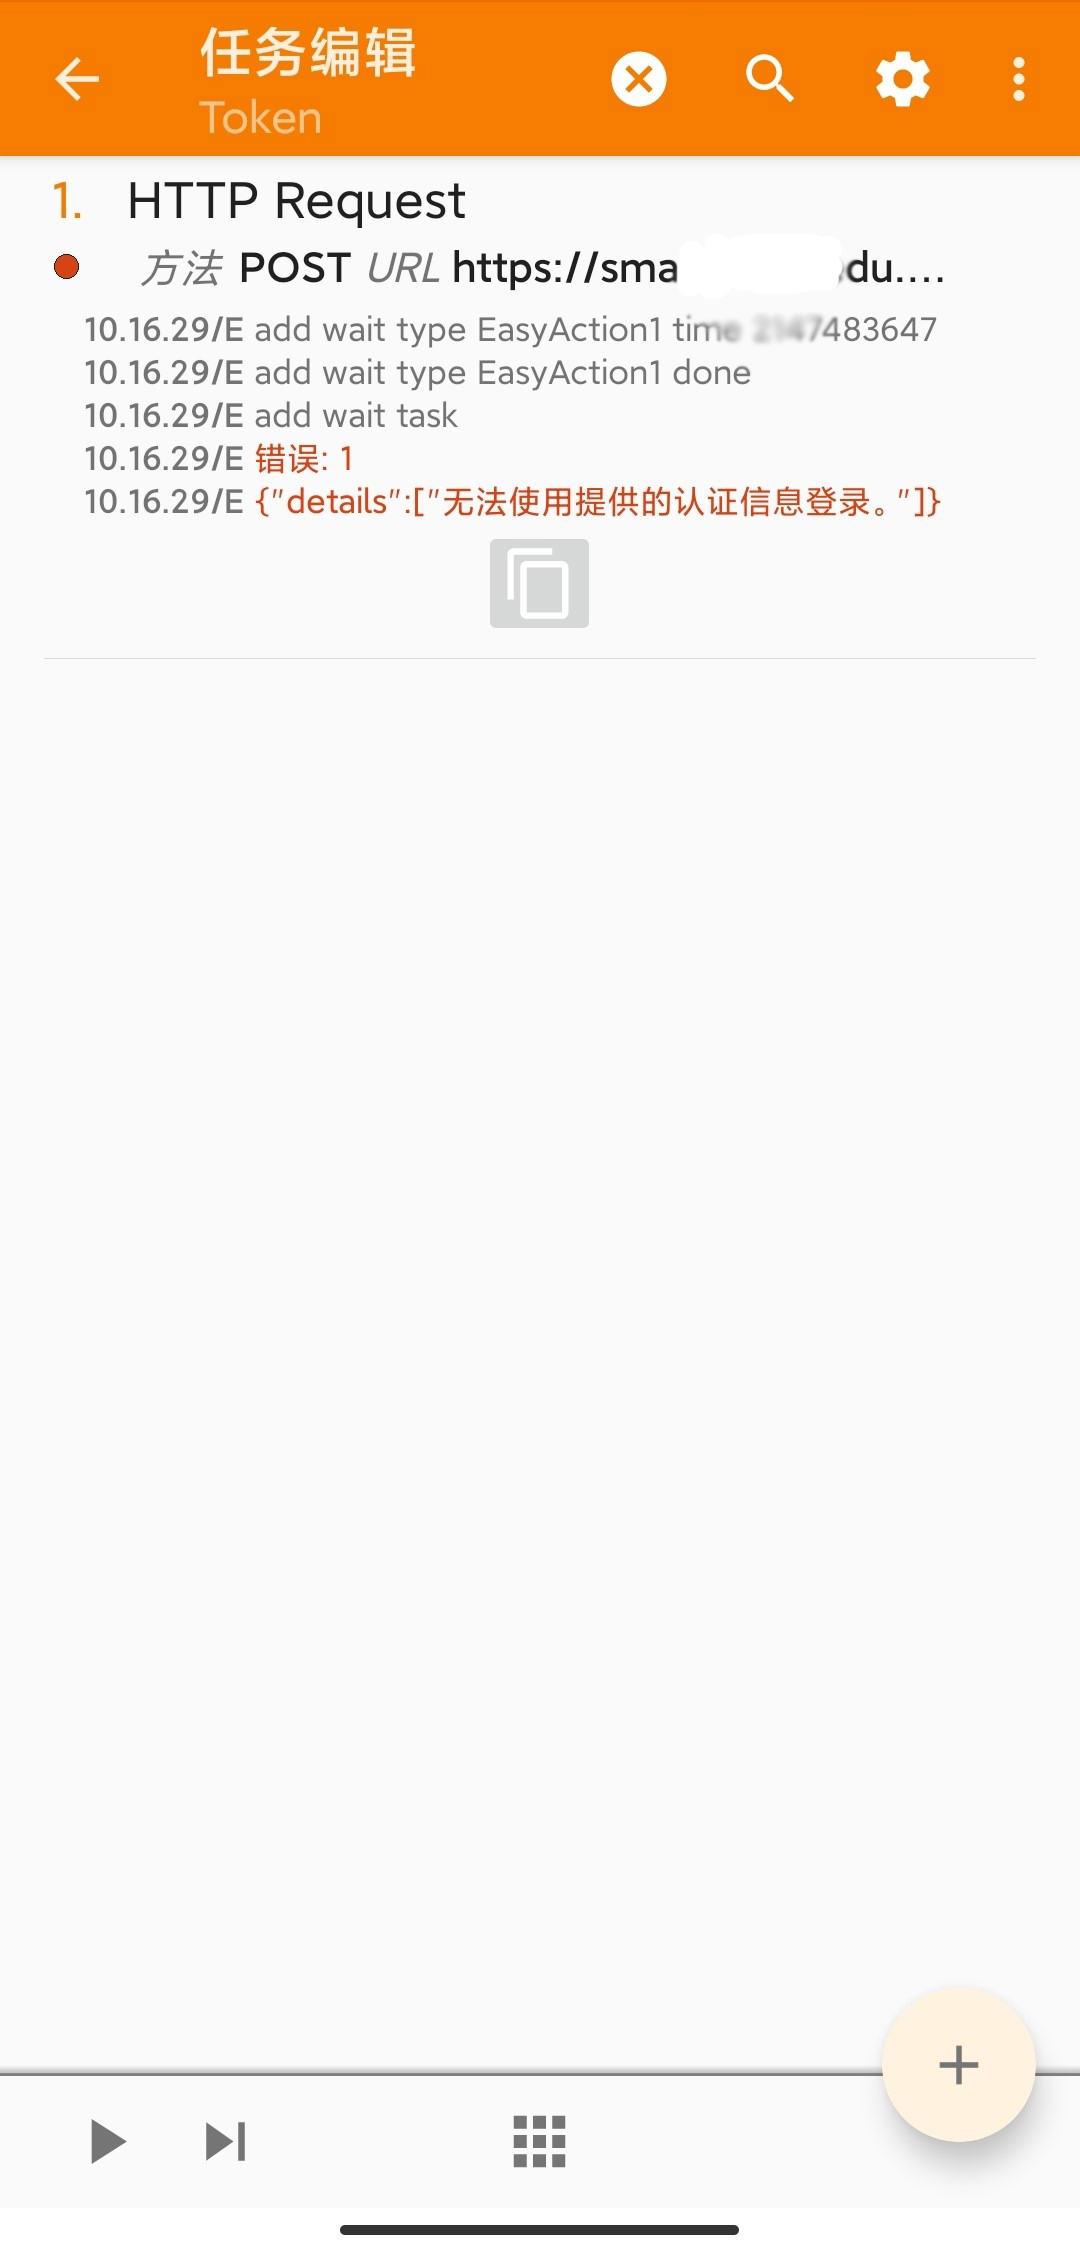 任务编辑
Token
1. HTTP Request
方法 POST URL https://sma du....
10.16.29/E add wait type EasyAction1 time 2147483647
10.16.29/E add wait type EasyAction1 done
10.16.29/E add wait task
10.16.29/E 错误: 1
10.16.29/E {"details":["无法使用提供的认证信息登录。"]}